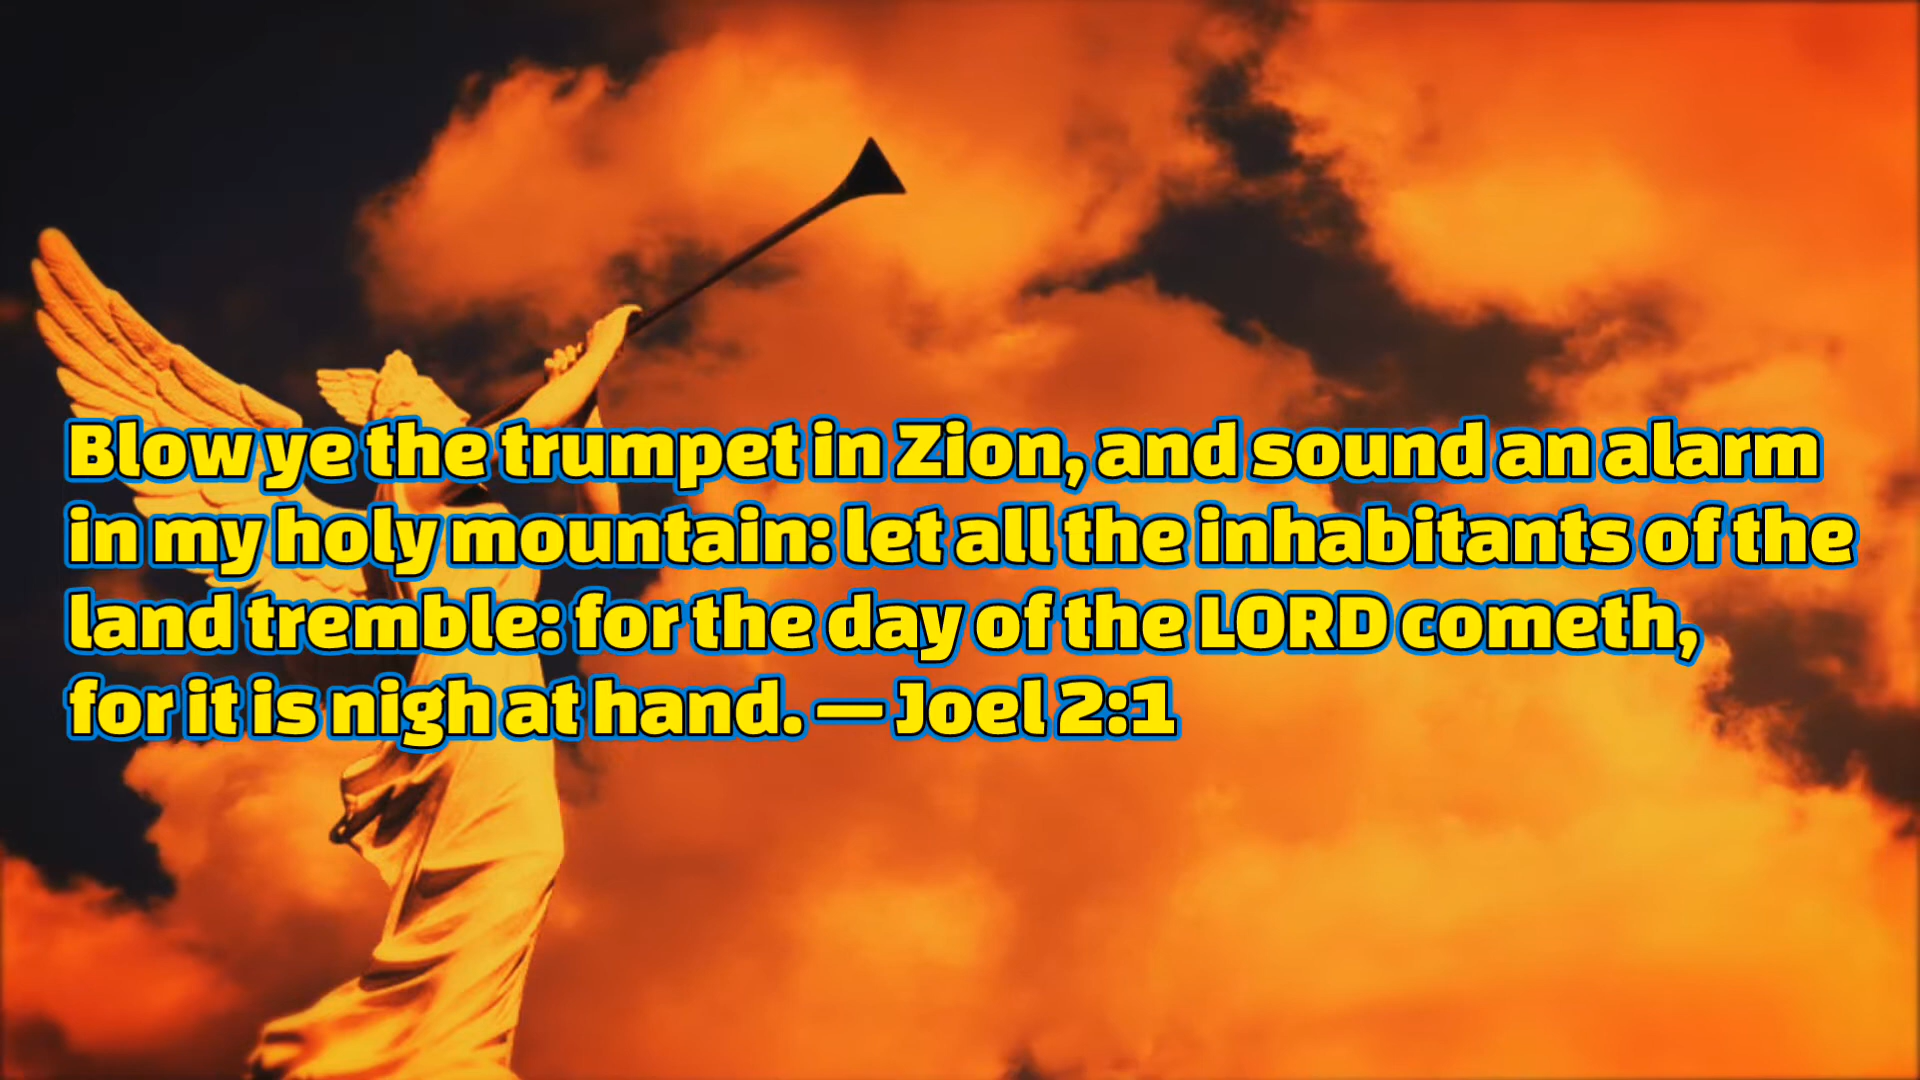 Blow ye the trumpet in Zion, and sound an alarm
in my holy mountain: let all the inhabitants of the
land tremble: for the day of the LORD cometh,
for it is nigh at hand. — Joel 2:1